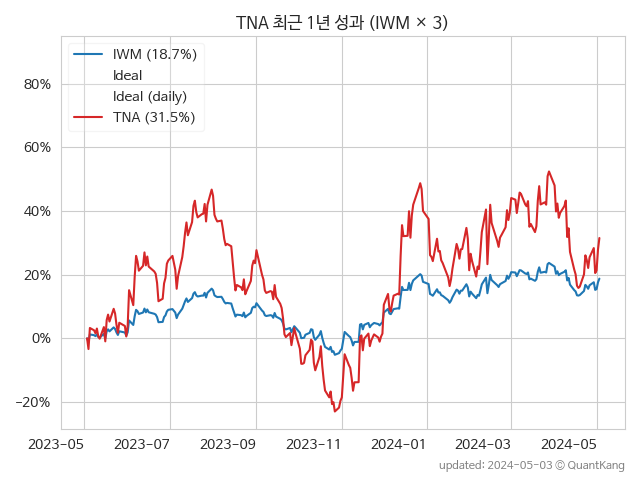 TNA 최근 1년 성과 (IWM × 3)
IWM (18.7%)
Ideal
Ideal (daily)
TNA (31.5%)
80%
60%
40%
20%
0%
−20%
2023−05
2023−07
2023−09
2023−11
2024−01
2024−03
2024−05
updated: 2024-05-03 © QuantKang